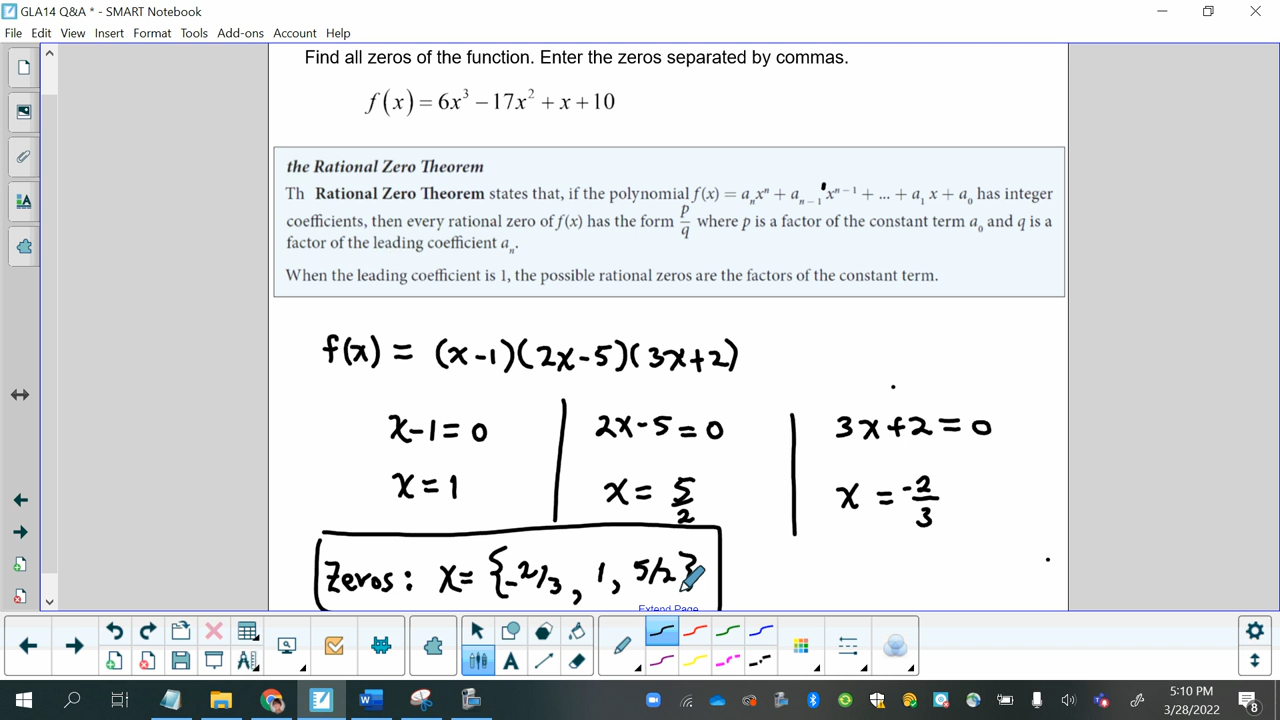 GLA14 Q&A * - SMART Notebook
File Edit View Insert Format Tools Add-ons Account Help
Find all zeros of the function. Enter the zeros separated by commas.
f(x) = 6x³ − 17x² + x + 10
the Rational Zero Theorem
Th Rational Zero Theorem states that, if the polynomial f(x) = aₙxⁿ + aₙ₋₁xⁿ⁻¹ + ... + a₁ x + a₀ has integer
coefficients, then every rational zero of f(x) has the form p/q where p is a factor of the constant term a₀ and q is a
factor of the leading coefficient aₙ.
When the leading coefficient is 1, the possible rational zeros are the factors of the constant term.
f(x) = (x-1)(2x-5)(3x+2)
x-1=0 2x-5=0 3x+2=0
x=1 x= 5/2 x = -2/3
Zeros: x= {-2/3, 1, 5/2}
Extend Page
5:10 PM
3/28/2022
8